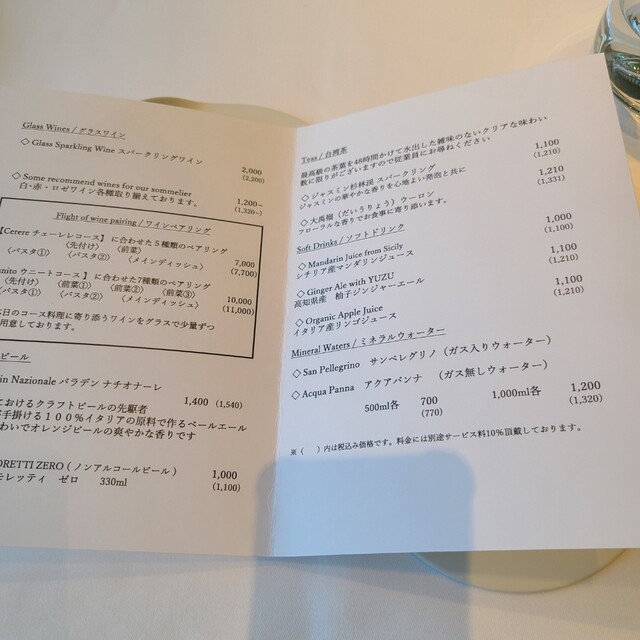 Glass Wines / グラスワイン
◇ Glass Sparkling Wine スパークリングワイン
2,000
(2,200)
◇ Some recommend wines for our sommelier
白・赤・ロゼワイン各種取り揃えております。
1,200~
(1,320~)
Flight of wine pairing / ワインペアリング
【Cerere チェーレレコース】 に合わせた５種類のペアリング
〈先付け〉 〈前菜〉
〈パスタ①〉 〈パスタ②〉 〈メインディッシュ〉
7,000
(7,700)
nito ウニートコース】 に合わせた7種類のペアリング
〈先付け〉 〈前菜①〉 〈前菜②〉 〈前菜③〉
〈パスタ①〉 〈パスタ②〉 〈メインディッシュ〉
10,000
(11,000)
本日のコース料理に寄り添うワインをグラスで少量ずつ
用意しております。
ビール
in Nazionale バラデン ナチオナーレ
1,400 (1,540)
におけるクラフトビールの先駆者
手掛ける１００％イタリアの原料で作るペールエール
わいでオレンジピールの爽やかな香りです
ORETTI ZERO ( ノンアルコールビール )
モレッティ ゼロ 330ml
1,000
(1,100)
Teas / 台湾茶
最高級の茶葉を48時間かけて水出した雑味のないクリアな味わい
数に限りがございますので従業員にお尋ねください
◇ ジャスミン杉林渓 スパークリング
1,100
(1,210)
ジャスミンの華やかな香りを心地よい発泡と共に
◇ 大禹嶺（だいうりょう）ウーロン
1,210
(1,331)
フローラルな香りでお食事に寄り添います。
Soft Drinks / ソフトドリンク
◇ Mandarin Juice from Sicily
シチリア産マンダリンジュース
1,000
(1,100)
◇ Ginger Ale with YUZU
高知県産 柚子ジンジャーエール
1,100
(1,210)
◇ Organic Apple Juice
イタリア産リンゴジュース
1,100
(1,210)
Mineral Waters / ミネラルウォーター
◇ San Pellegrino サンペレグリノ（ガス入りウォーター）
◇ Acqua Panna アクアパンナ （ガス無しウォーター）
500ml各 700 1,000ml各 1,200
(770) (1,320)
※（ ）内は税込み価格です。料金には別途サービス料10％頂戴しております。